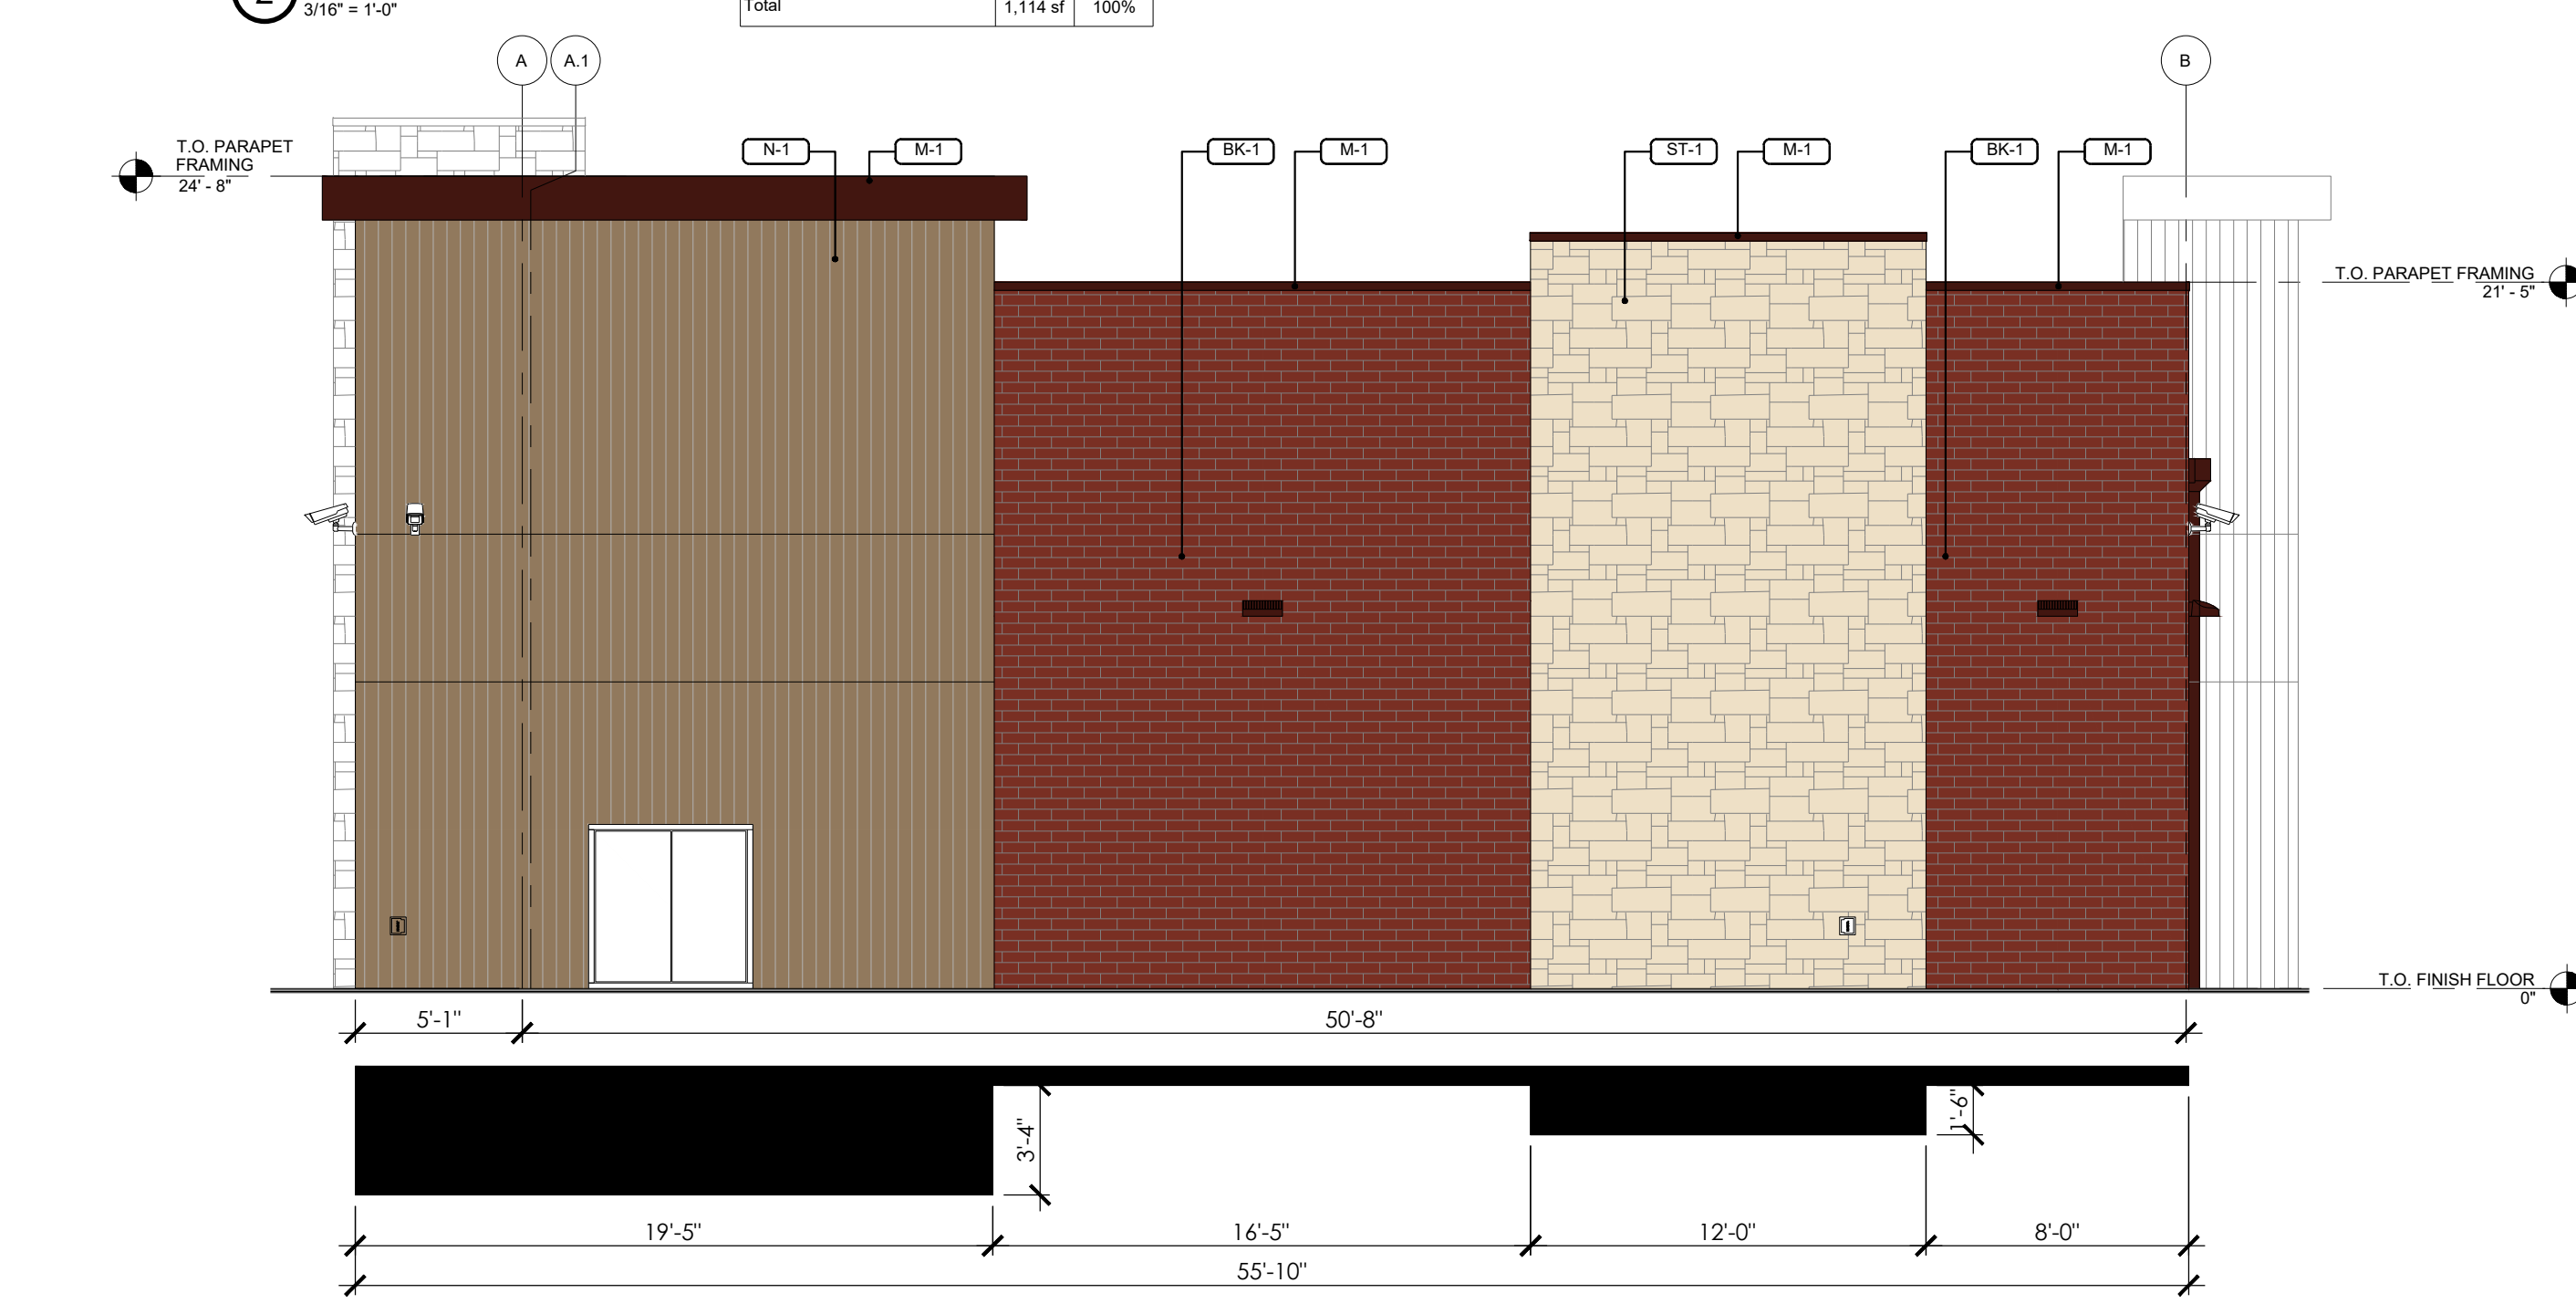 3/16" = 1'-0"
Total 1,114 sf 100%
A A.1 B
T.O. PARAPET
FRAMING
24' - 8"
N-1 M-1 BK-1 M-1 ST-1 M-1 BK-1 M-1
T.O. PARAPET FRAMING
21' - 5"
T.O. FINISH FLOOR
0"
5'-1" 50'-8"
3'-4" 1'-6"
19'-5" 16'-5" 12'-0" 8'-0"
55'-10"